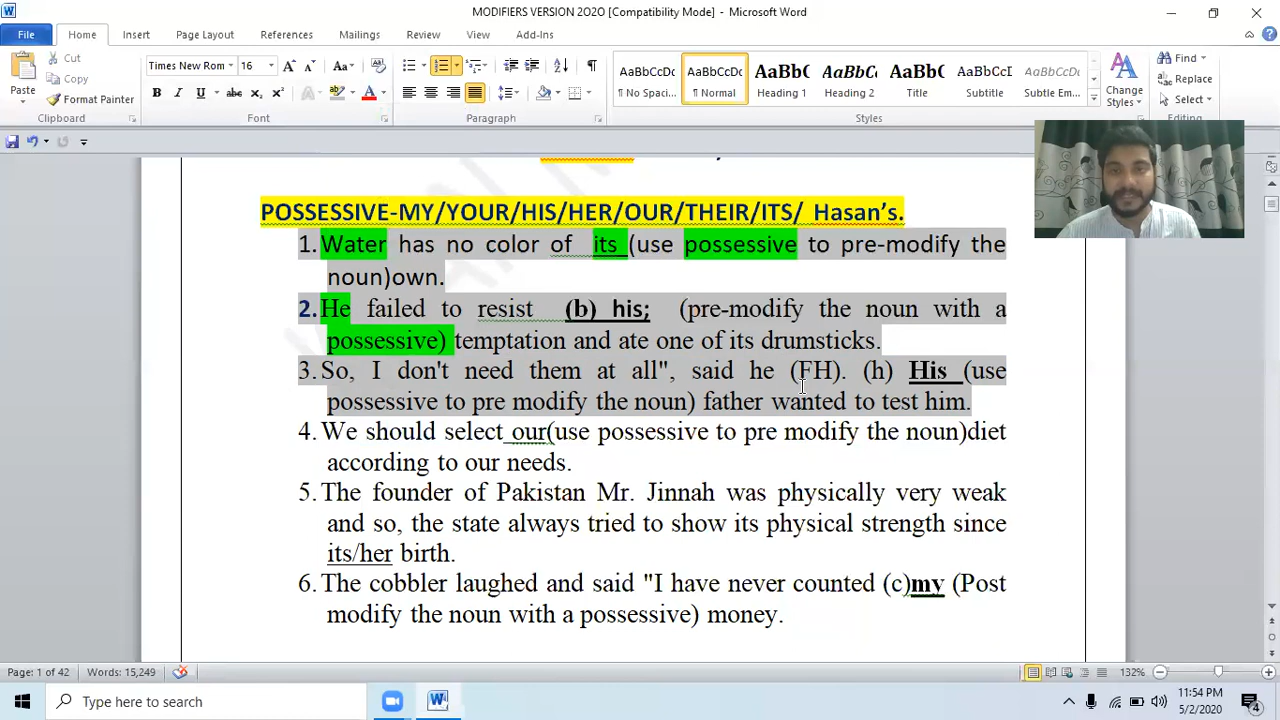 MODIFIERS VERSION 2020 [Compatibility Mode] - Microsoft Word
File Home Insert Page Layout References Mailings Review View Add-Ins
Cut
Copy
Format Painter
Paste
Times New Rom 16
AaBbCcDc AaBbCcDc AaBbC AaBbCc AaBbC AaBbCcD AaBbCcD
¶ No Spaci... ¶ Normal Heading 1 Heading 2 Title Subtitle Subtle Em...
Change
Styles
Find
Replace
Select
Clipboard Font Paragraph Styles Editing
POSSESSIVE-MY/YOUR/HIS/HER/OUR/THEIR/ITS/ Hasan's.
1. Water has no color of its (use possessive to pre-modify the
noun)own.
2. He failed to resist (b) his; (pre-modify the noun with a
possessive) temptation and ate one of its drumsticks.
3. So, I don't need them at all", said he (FH). (h) His (use
possessive to pre modify the noun) father wanted to test him.
4. We should select our(use possessive to pre modify the noun)diet
according to our needs.
5. The founder of Pakistan Mr. Jinnah was physically very weak
and so, the state always tried to show its physical strength since
its/her birth.
6. The cobbler laughed and said "I have never counted (c)my (Post
modify the noun with a possessive) money.
Page: 1 of 42 Words: 15,249 132%
Type here to search
11:54 PM
5/2/2020
4